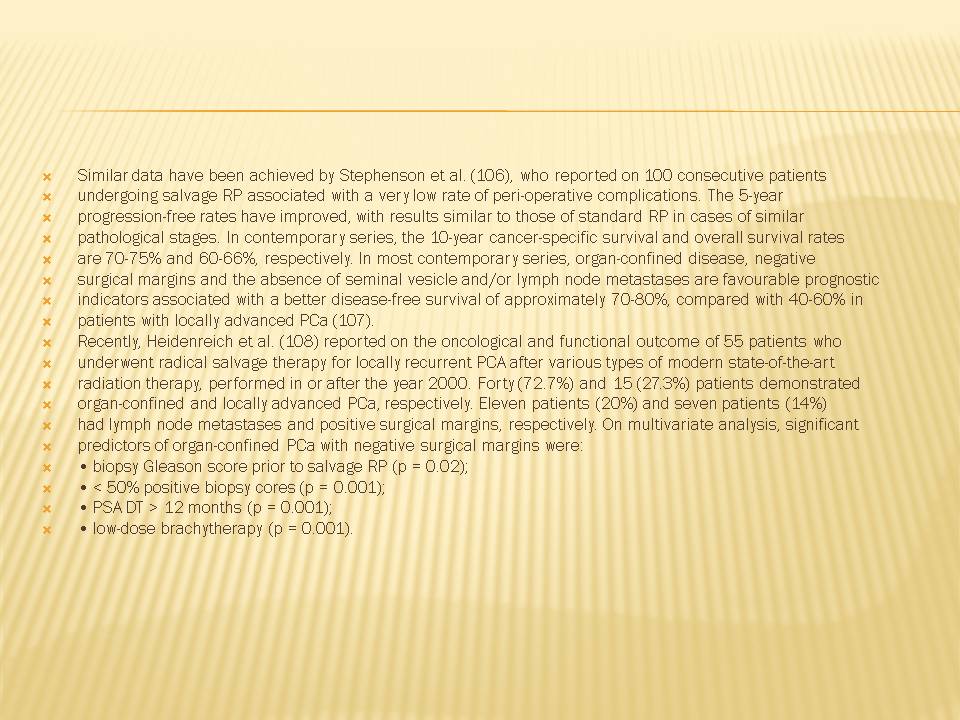 Similar data have been achieved by Stephenson et al. (106), who reported on 100 consecutive patients
undergoing salvage RP associated with a very low rate of peri-operative complications. The 5-year
progression-free rates have improved, with results similar to those of standard RP in cases of similar
pathological stages. In contemporary series, the 10-year cancer-specific survival and overall survival rates
are 70-75% and 60-66%, respectively. In most contemporary series, organ-confined disease, negative
surgical margins and the absence of seminal vesicle and/or lymph node metastases are favourable prognostic
indicators associated with a better disease-free survival of approximately 70-80%, compared with 40-60% in
patients with locally advanced PCa (107).
Recently, Heidenreich et al. (108) reported on the oncological and functional outcome of 55 patients who
underwent radical salvage therapy for locally recurrent PCA after various types of modern state-of-the-art
radiation therapy, performed in or after the year 2000. Forty (72.7%) and 15 (27.3%) patients demonstrated
organ-confined and locally advanced PCa, respectively. Eleven patients (20%) and seven patients (14%)
had lymph node metastases and positive surgical margins, respectively. On multivariate analysis, significant
predictors of organ-confined PCa with negative surgical margins were:
• biopsy Gleason score prior to salvage RP (p = 0.02);
• < 50% positive biopsy cores (p = 0.001);
• PSA DT > 12 months (p = 0.001);
• low-dose brachytherapy (p = 0.001).